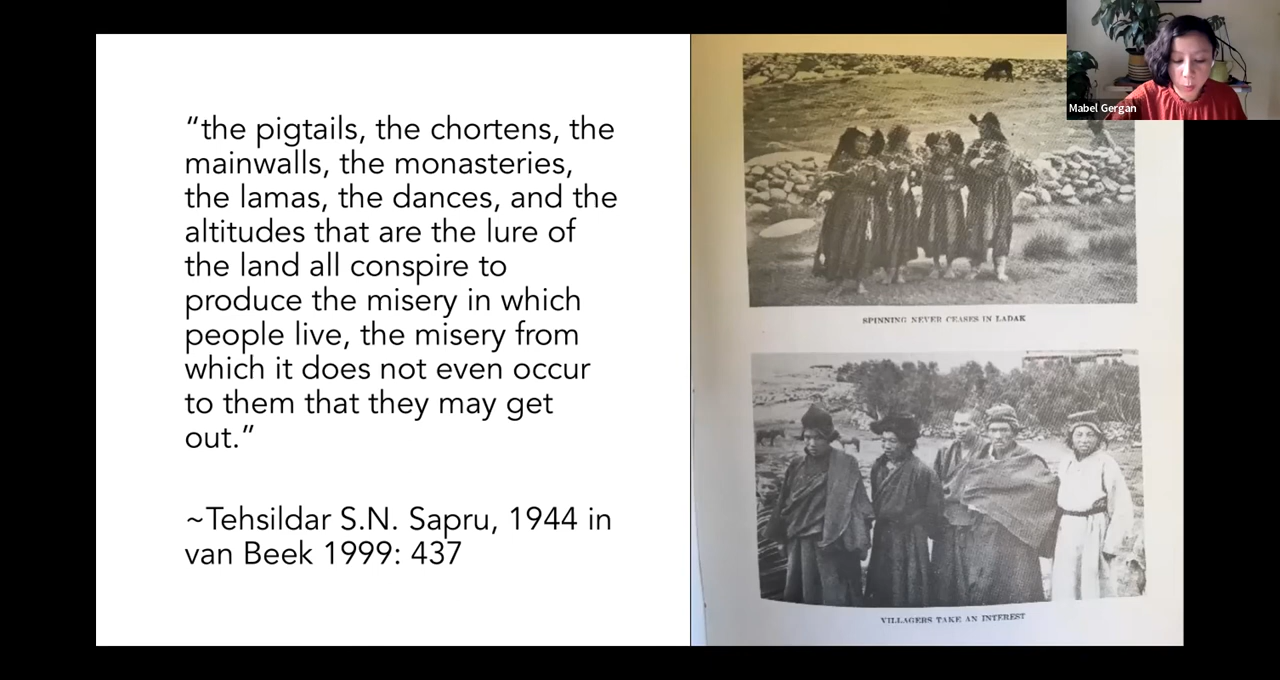 “the pigtails, the chortens, the
mainwalls, the monasteries,
the lamas, the dances, and the
altitudes that are the lure of
the land all conspire to
produce the misery in which
people live, the misery from
which it does not even occur
to them that they may get
out.”
~Tehsildar S.N. Sapru, 1944 in
van Beek 1999: 437
SPINNING NEVER CEASES IN LADAK
VILLAGERS TAKE AN INTEREST
Mabel Gergan